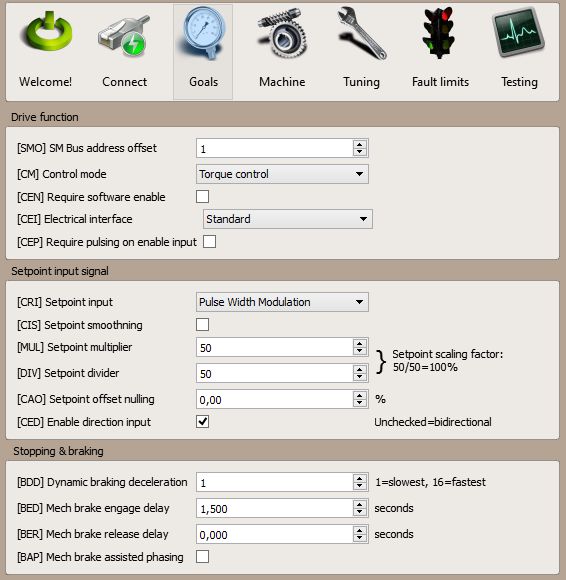 Welcome! Connect Goals Machine Tuning Fault limits Testing
Drive function
[SMO] SM Bus address offset 1
[CM] Control mode Torque control
[CEN] Require software enable
[CEI] Electrical interface Standard
[CEP] Require pulsing on enable input
Setpoint input signal
[CRI] Setpoint input Pulse Width Modulation
[CIS] Setpoint smoothning
[MUL] Setpoint multiplier 50
} Setpoint scaling factor:
50/50=100%
[DIV] Setpoint divider 50
[CAO] Setpoint offset nulling 0,00 %
[CED] Enable direction input Unchecked=bidirectional
Stopping & braking
[BDD] Dynamic braking deceleration 1 1=slowest, 16=fastest
[BED] Mech brake engage delay 1,500 seconds
[BER] Mech brake release delay 0,000 seconds
[BAP] Mech brake assisted phasing